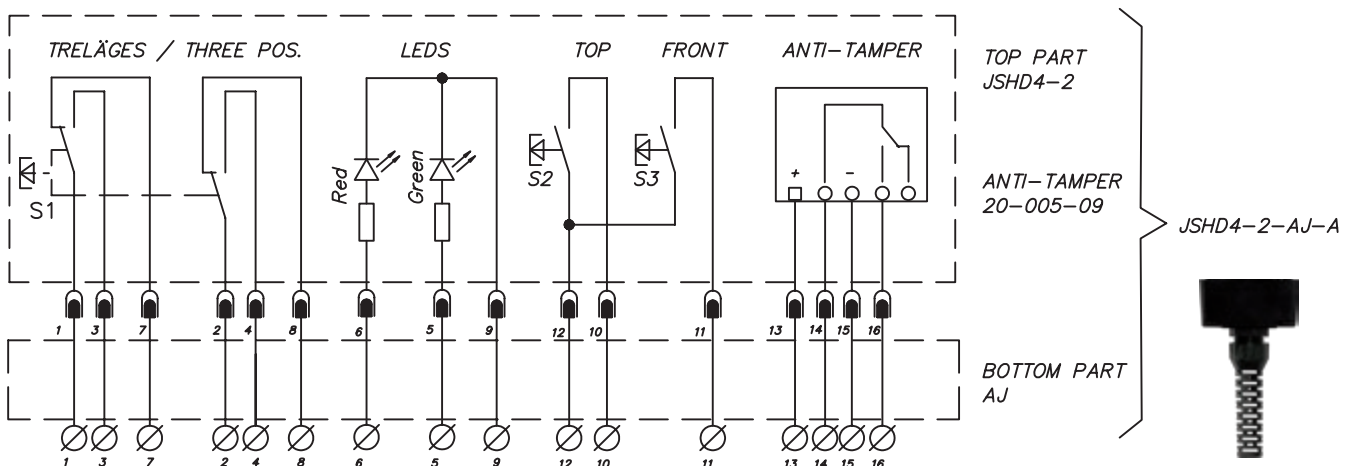 TRELÄGES / THREE POS. LEDS TOP FRONT ANTI-TAMPER
TOP PART
JSHD4-2
Red
Green
S1
S2
S3
+ -
ANTI-TAMPER
20-005-09
JSHD4-2-AJ-A
1 3 7 2 4 8 6 5 9 12 10 11 13 14 15 16
BOTTOM PART
AJ
1 3 7 2 4 8 6 5 9 12 10 11 13 14 15 16